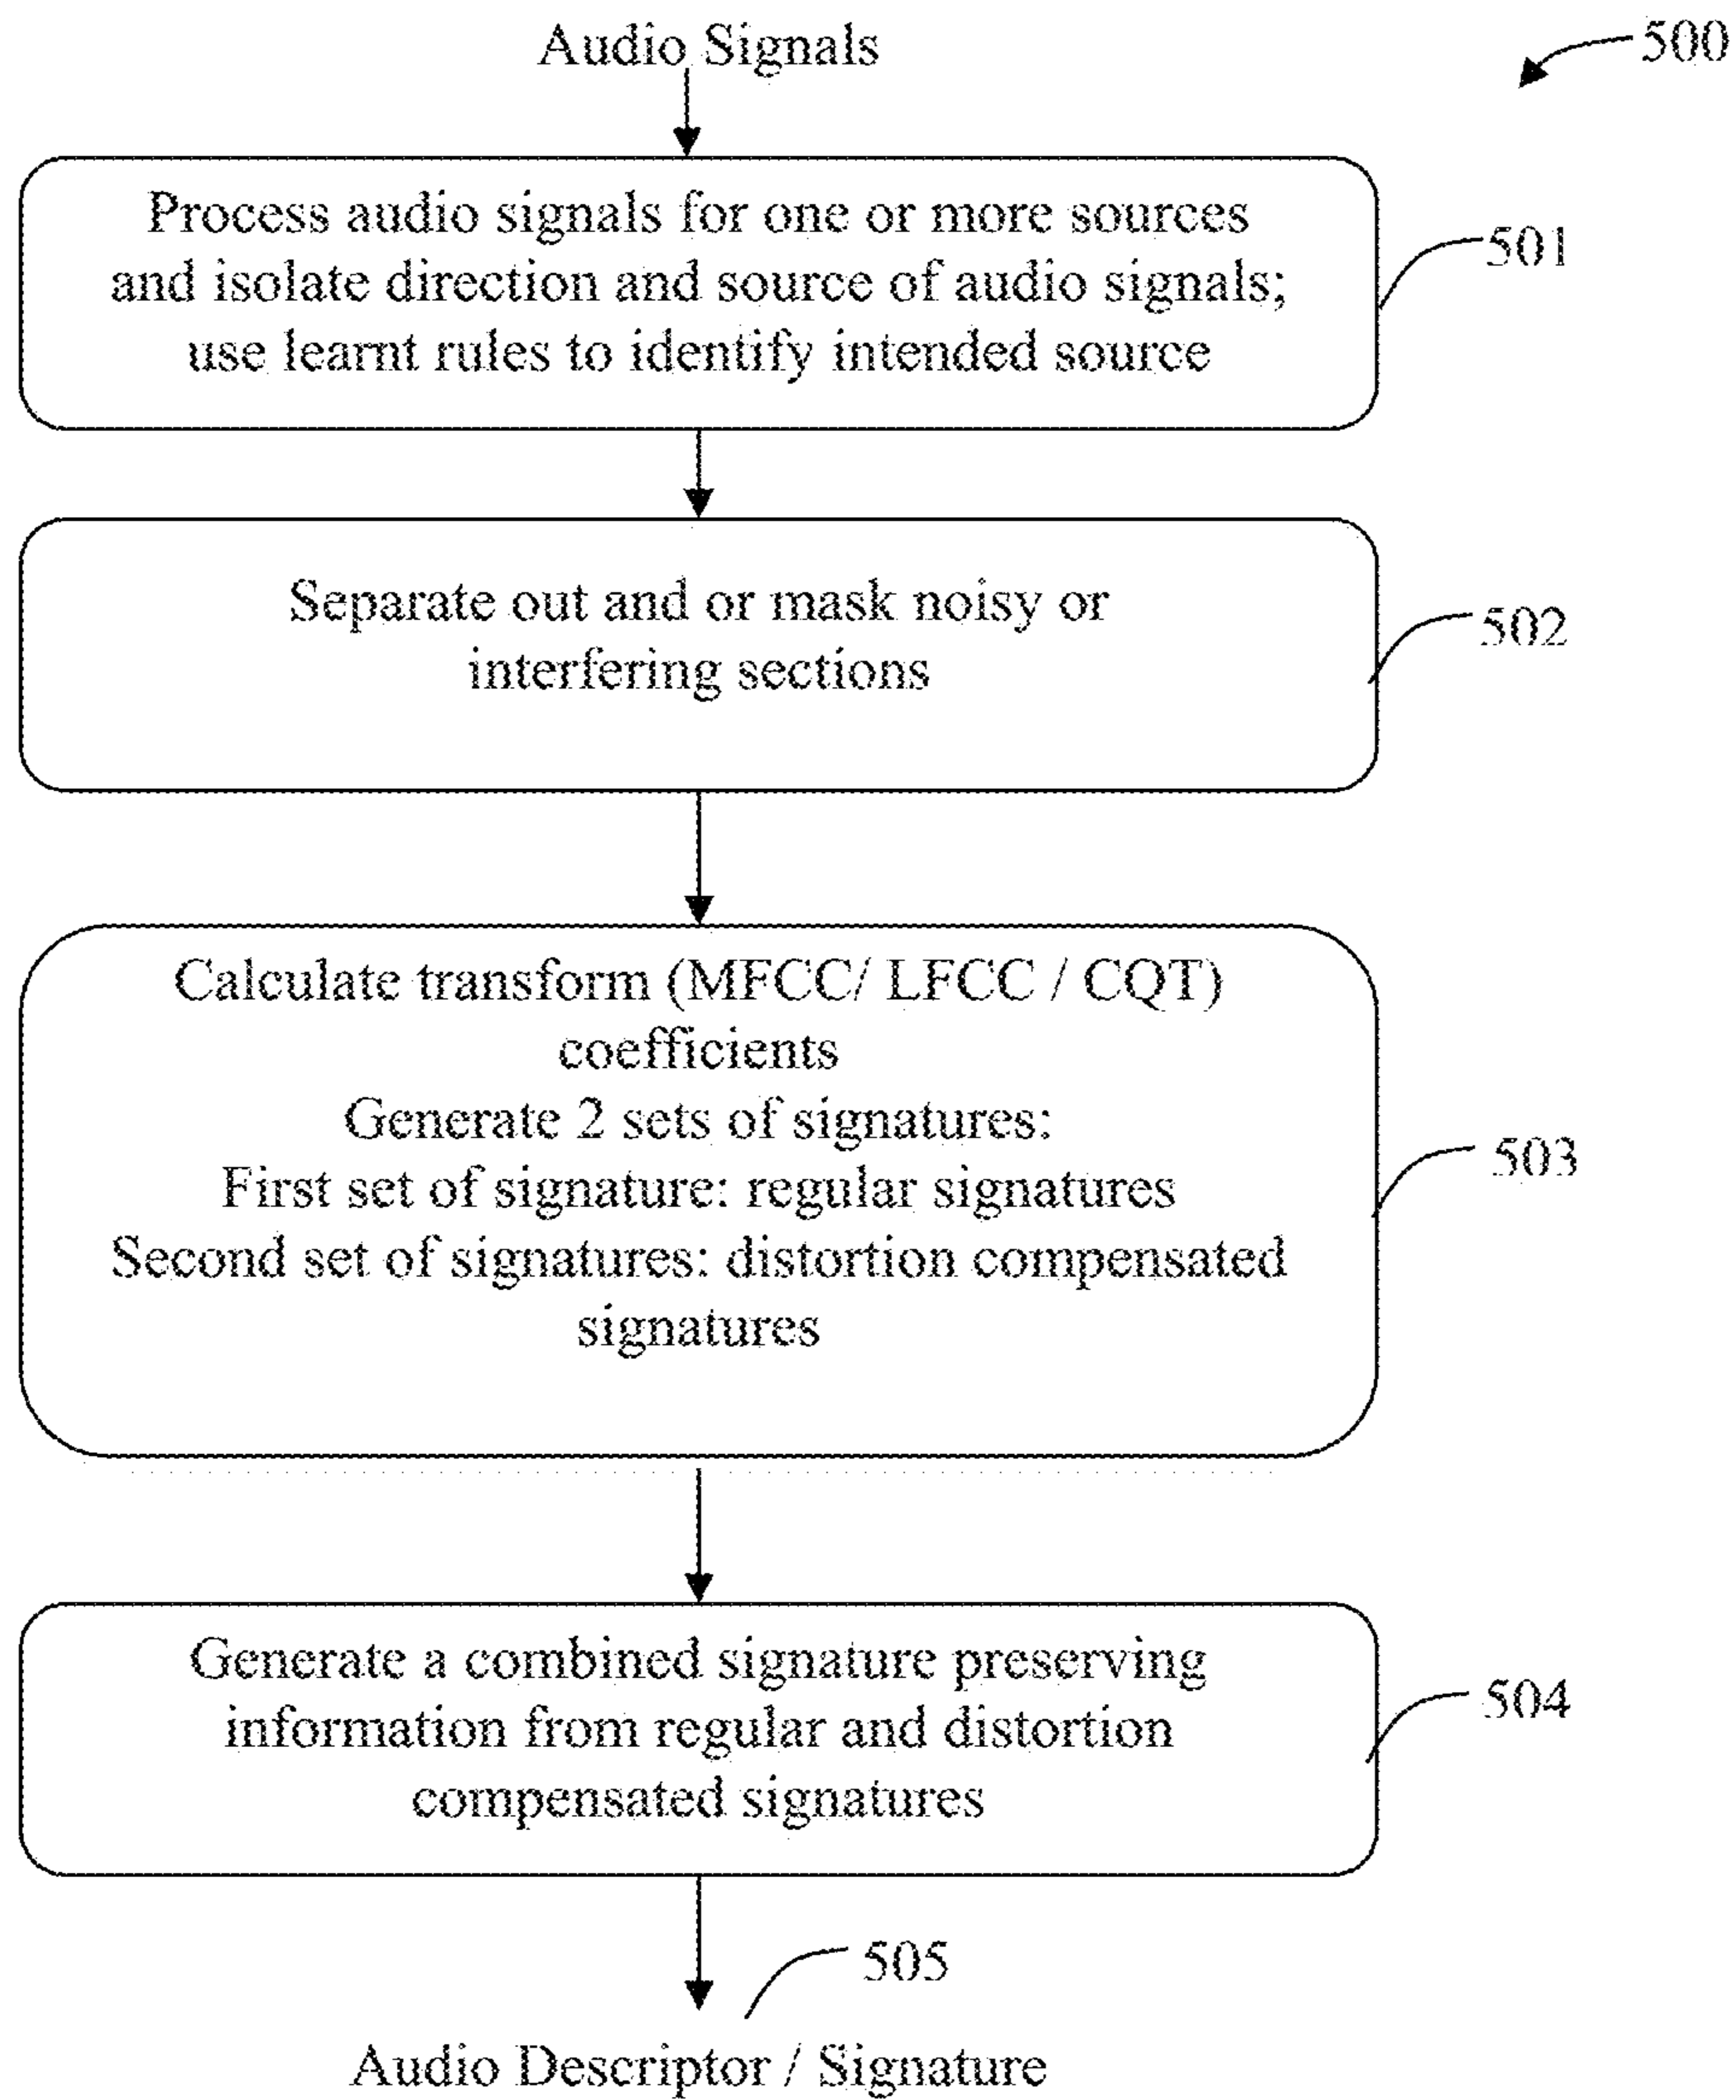 Audio Signals
500
Process audio signals for one or more sources
and isolate direction and source of audio signals;
use learnt rules to identify intended source
501
Separate out and or mask noisy or
interfering sections
502
Calculate transform (MFCC/ LFCC / CQT)
coefficients
Generate 2 sets of signatures:
First set of signature: regular signatures
Second set of signatures: distortion compensated
signatures
503
Generate a combined signature preserving
information from regular and distortion
compensated signatures
504
505
Audio Descriptor / Signature